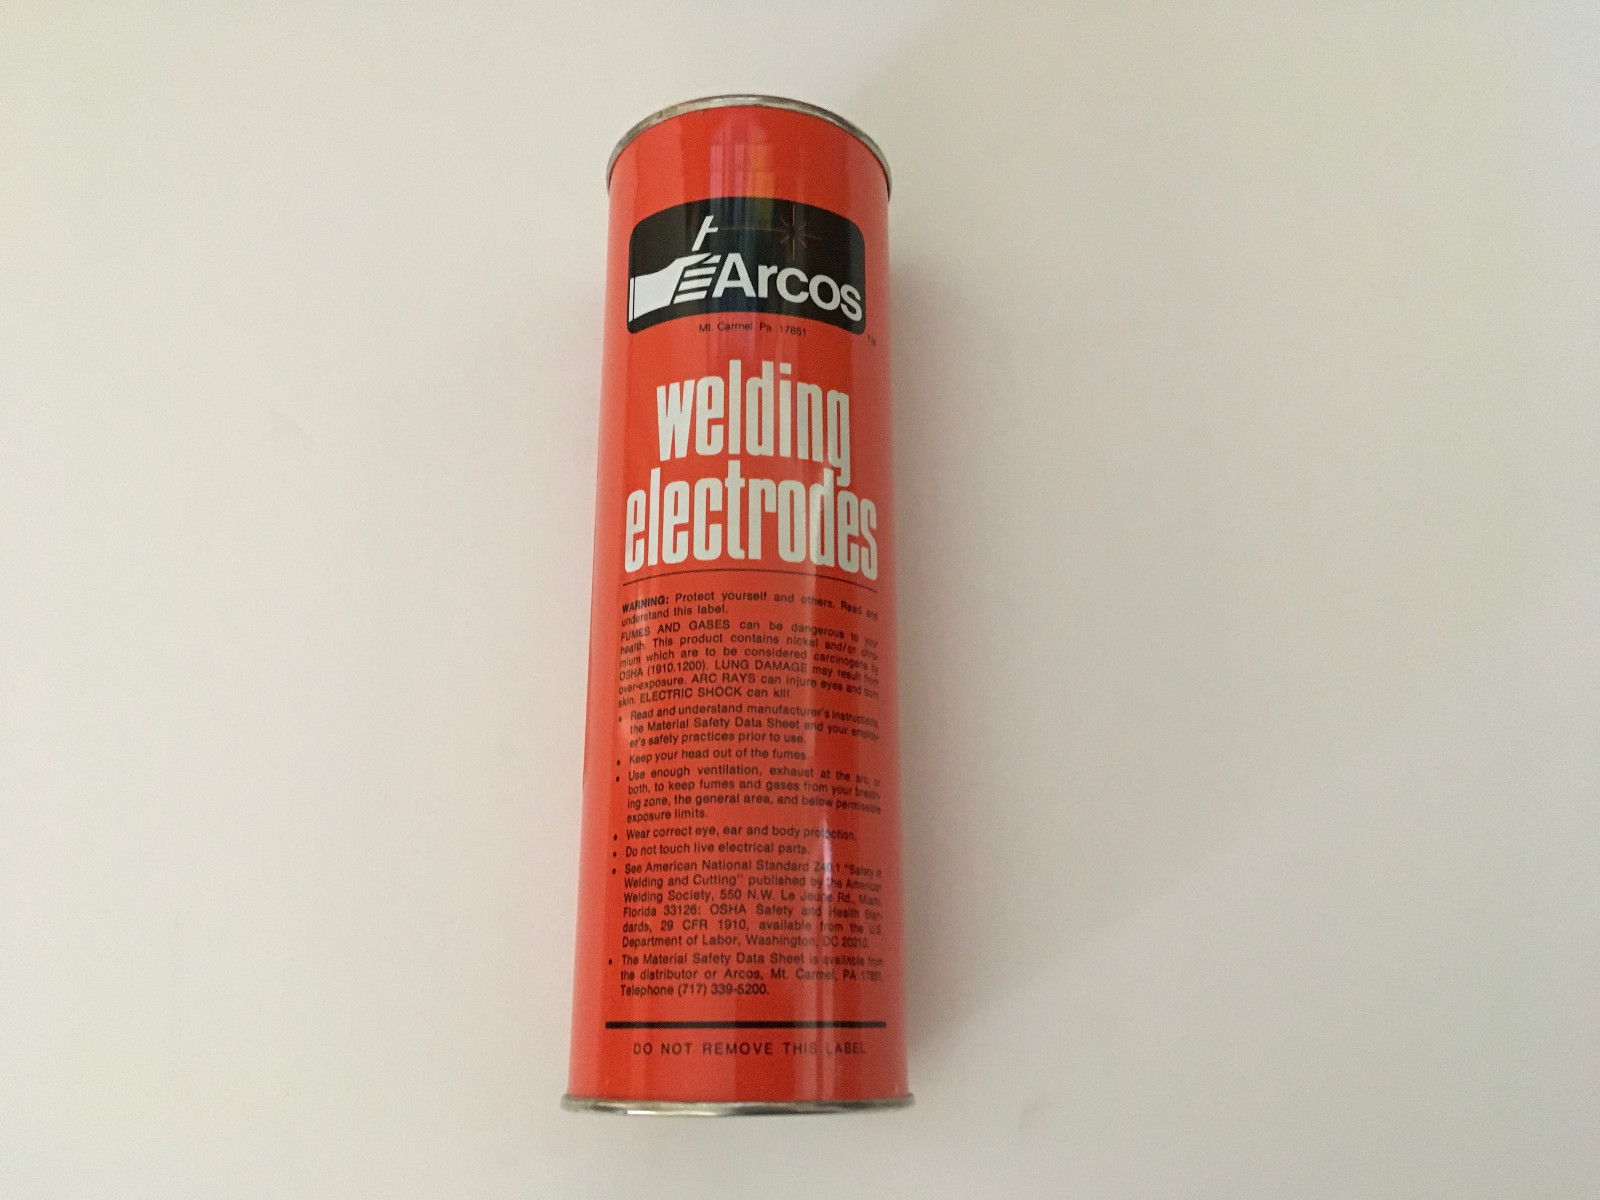 Arcos
TM
Mt. Carmel Pa. 17851
welding
electrodes
WARNING: Protect yourself and others. Read and
understand this label.
FUMES AND GASES can be dangerous to your
health. This product contains nickel and/or chro-
mium which are to be considered carcinogens by
OSHA (1910.1200). LUNG DAMAGE may result from
over-exposure. ARC RAYS can injure eyes and burn
skin. ELECTRIC SHOCK can kill.
• Read and understand manufacturer's instructions,
the Material Safety Data Sheet and your employ-
er's safety practices prior to use.
• Keep your head out of the fumes.
• Use enough ventilation, exhaust at the arc, or
both, to keep fumes and gases from your breath-
ing zone, the general area, and below permissible
exposure limits.
• Wear correct eye, ear and body protection.
• Do not touch live electrical parts.
• See American National Standard Z49.1 "Safety in
Welding and Cutting" published by the American
Welding Society, 550 N.W. Le Jeune Rd., Miami,
Florida 33126: OSHA Safety and Health Stan-
dards, 29 CFR 1910, available from the U.S.
Department of Labor, Washington, DC 20210.
• The Material Safety Data Sheet is available from
the distributor or Arcos, Mt. Carmel, PA 17851,
Telephone (717) 339-5200.
DO NOT REMOVE THIS LABEL